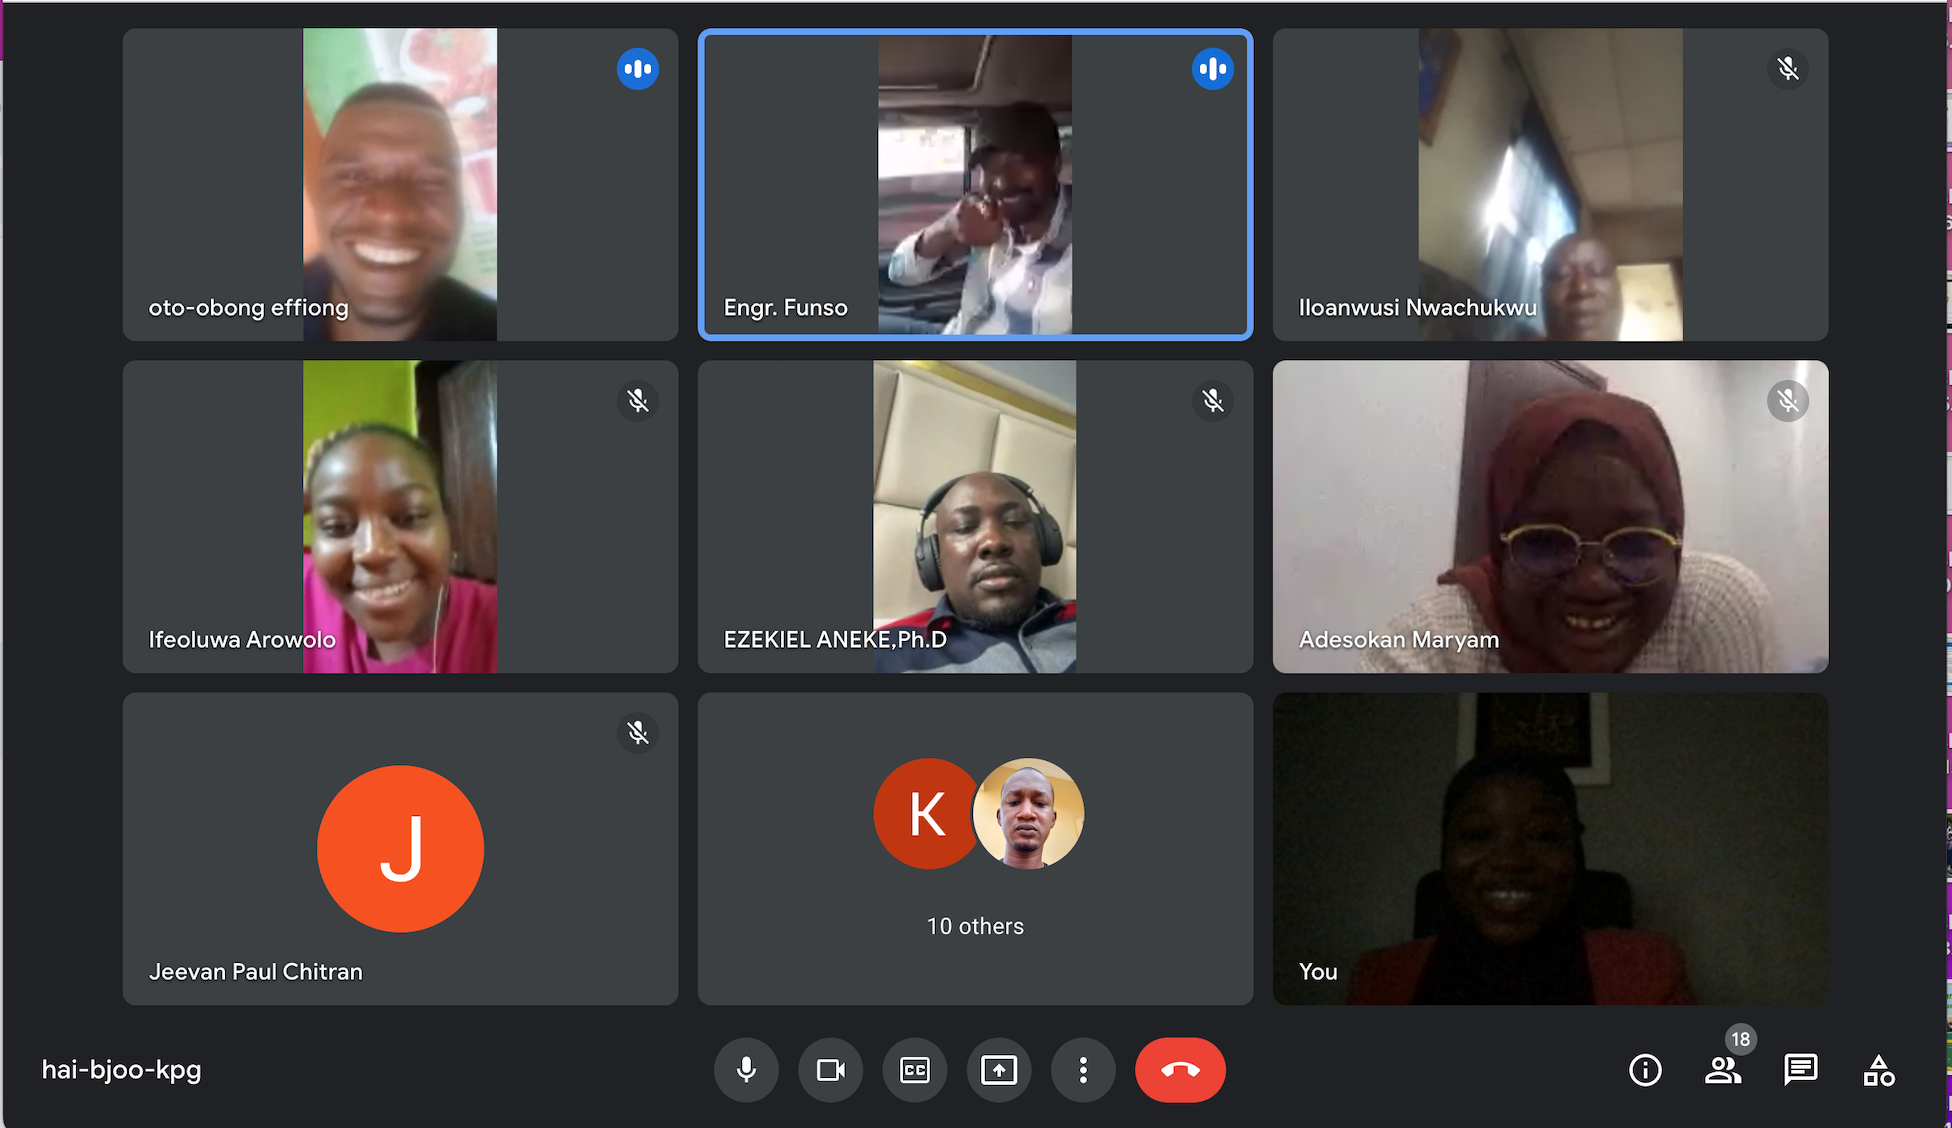 oto-obong effiong
Engr. Funso
Iloanwusi Nwachukwu
Ifeoluwa Arowolo
EZEKIEL ANEKE,Ph.D
Adesokan Maryam
J
Jeevan Paul Chitran
K
10 others
You
hai-bjoo-kpg
CC
18